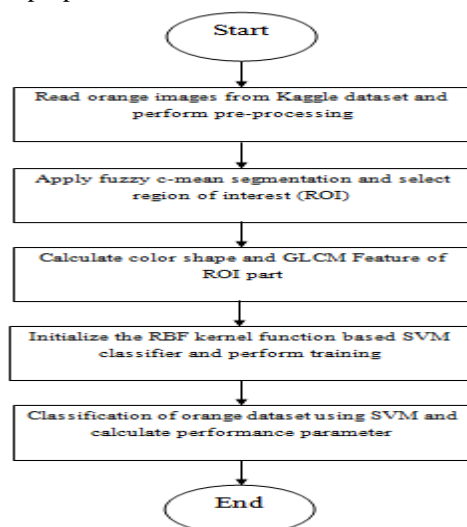 Start
Read orange images from Kaggle dataset and
perform pre-processing
Apply fuzzy c-mean segmentation and select
region of interest (ROI)
Calculate color shape and GLCM Feature of
ROI part
Initialize the RBF kernel function based SVM
classifier and perform training
Classification of orange dataset using SVM and
calculate performance parameter
End